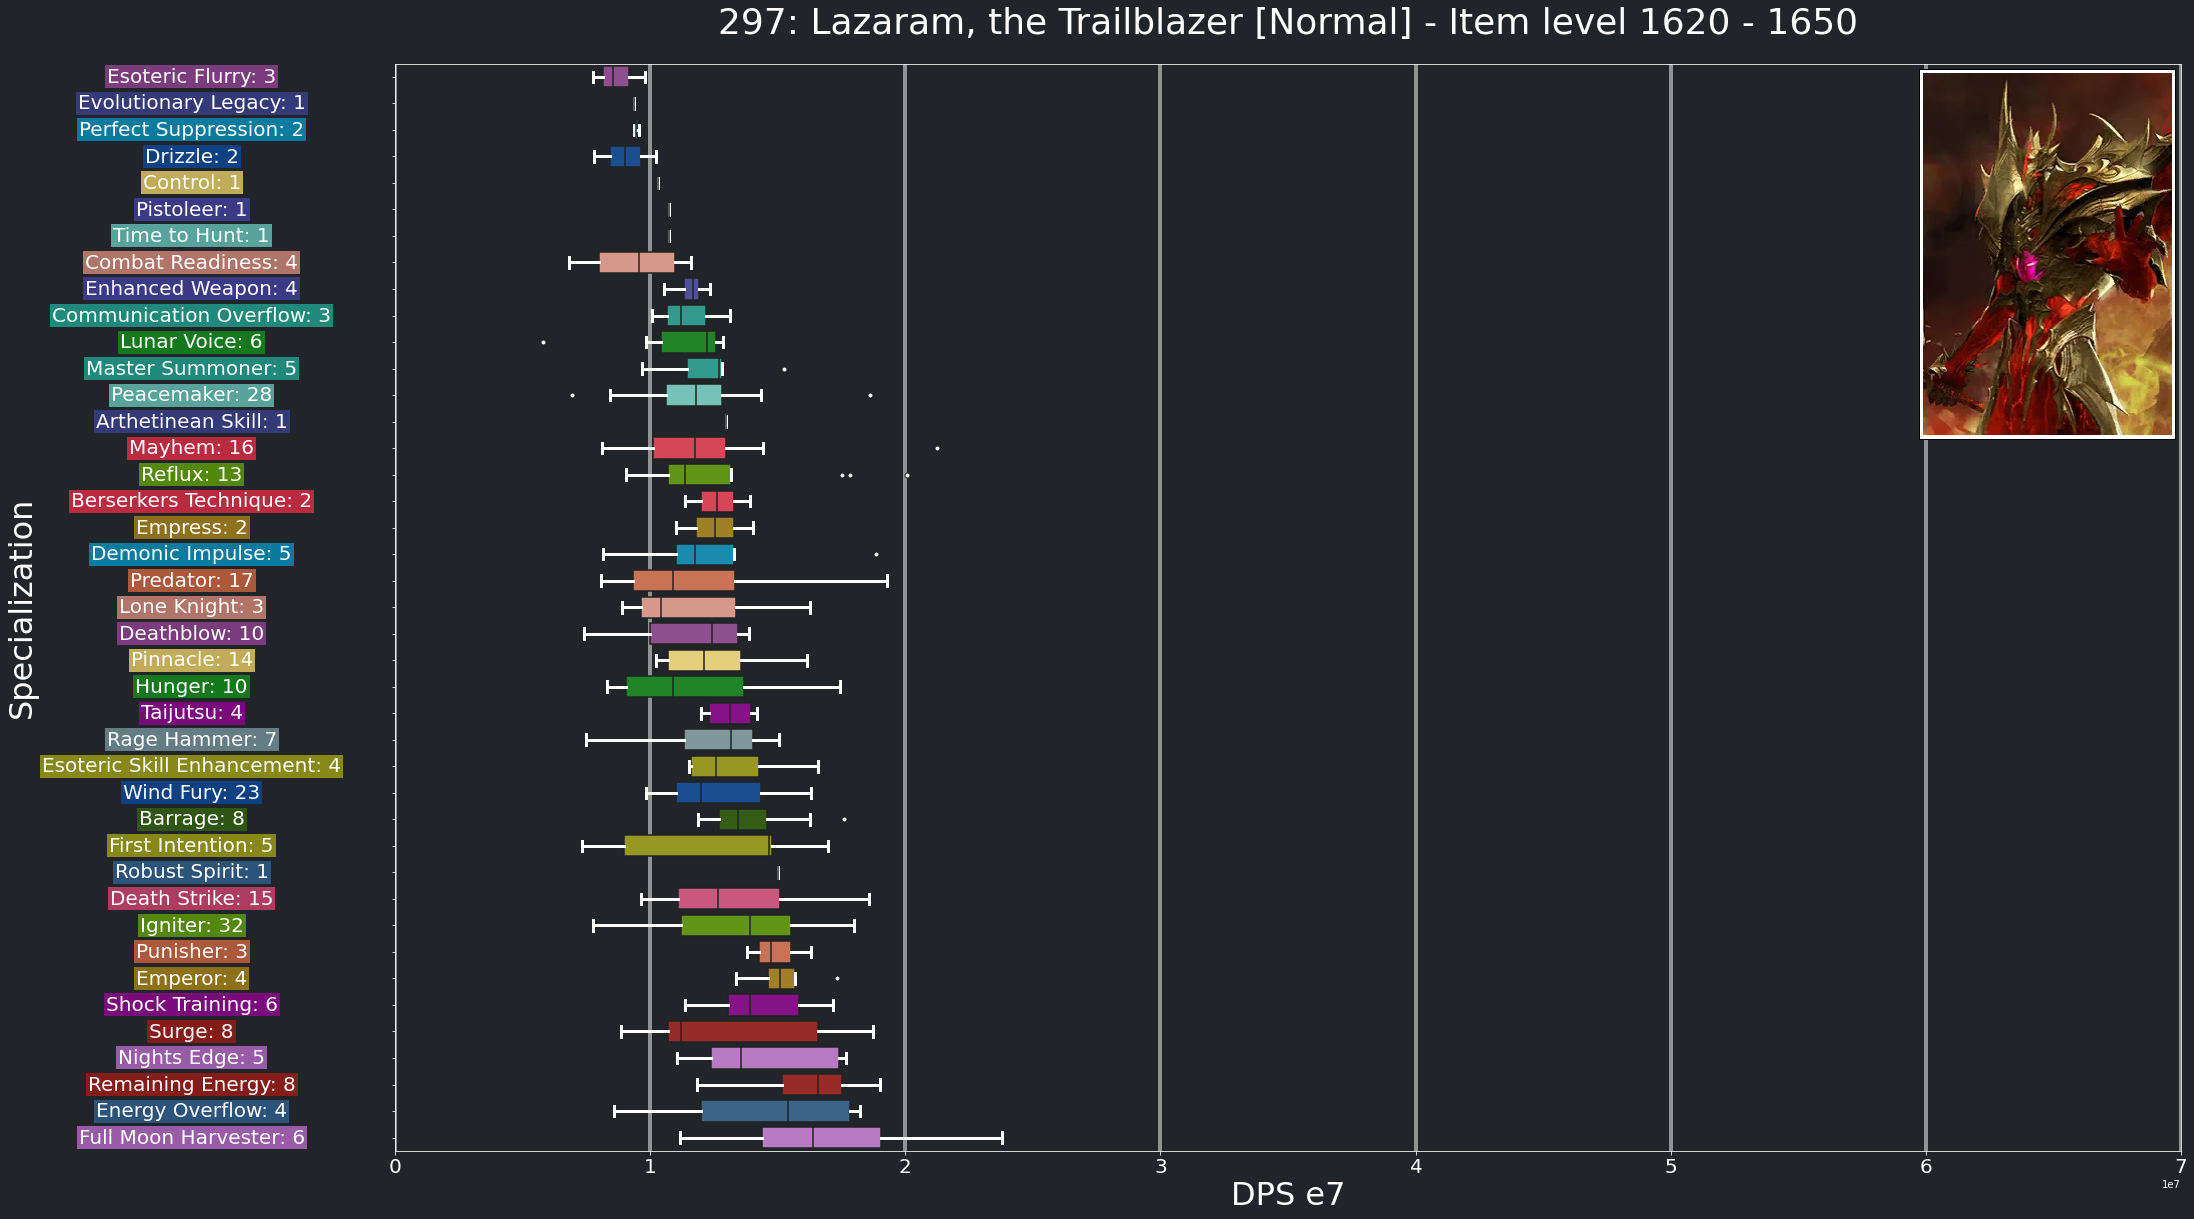 297: Lazaram, the Trailblazer [Normal] - Item level 1620 - 1650
Specialization
Esoteric Flurry: 3
Evolutionary Legacy: 1
Perfect Suppression: 2
Drizzle: 2
Control: 1
Pistoleer: 1
Time to Hunt: 1
Combat Readiness: 4
Enhanced Weapon: 4
Communication Overflow: 3
Lunar Voice: 6
Master Summoner: 5
Peacemaker: 28
Arthetinean Skill: 1
Mayhem: 16
Reflux: 13
Berserkers Technique: 2
Empress: 2
Demonic Impulse: 5
Predator: 17
Lone Knight: 3
Deathblow: 10
Pinnacle: 14
Hunger: 10
Taijutsu: 4
Rage Hammer: 7
Esoteric Skill Enhancement: 4
Wind Fury: 23
Barrage: 8
First Intention: 5
Robust Spirit: 1
Death Strike: 15
Igniter: 32
Punisher: 3
Emperor: 4
Shock Training: 6
Surge: 8
Nights Edge: 5
Remaining Energy: 8
Energy Overflow: 4
Full Moon Harvester: 6
0 1 2 3 4 5 6 7
1e7
DPS e7